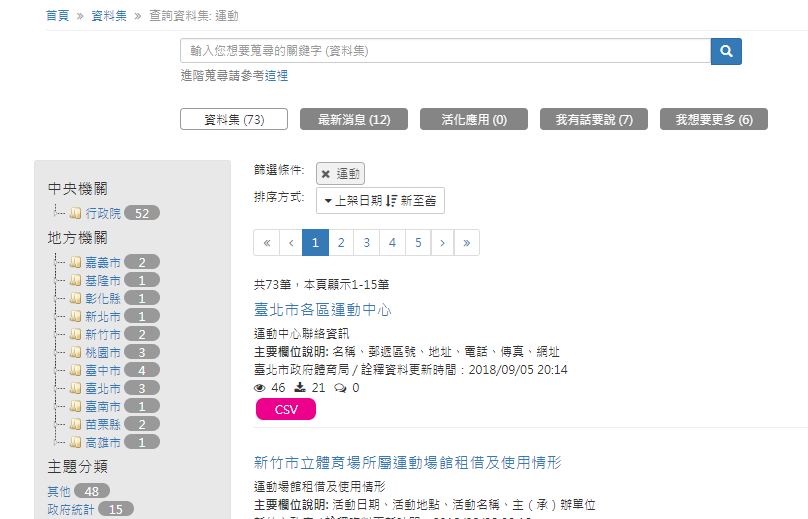 首頁 » 資料集 » 查詢資料集: 運動
輸入您想要蒐尋的關鍵字 (資料集)
進階蒐尋請參考這裡
資料集 (73) 最新消息 (12) 活化應用 (0) 我有話要說 (7) 我想要更多 (6)
中央機關
行政院 52
地方機關
嘉義市 2
基隆市 1
彰化縣 1
新北市 1
新竹市 2
桃園市 3
臺中市 4
臺北市 3
臺南市 1
苗栗縣 2
高雄市 1
主題分類
其他 48
政府統計 15
篩選條件: × 運動
排序方式: 上架日期 新至舊
« ‹ 1 2 3 4 5 › »
共73筆，本頁顯示1-15筆
臺北市各區運動中心
運動中心聯絡資訊
主要欄位說明: 名稱、郵遞區號、地址、電話、傳真、網址
臺北市政府體育局 / 詮釋資料更新時間：2018/09/05 20:14
46 21 0
CSV
新竹市立體育場所屬運動場館租借及使用情形
運動場館租借及使用情形
主要欄位說明: 活動日期、活動地點、活動名稱、主（承）辦單位